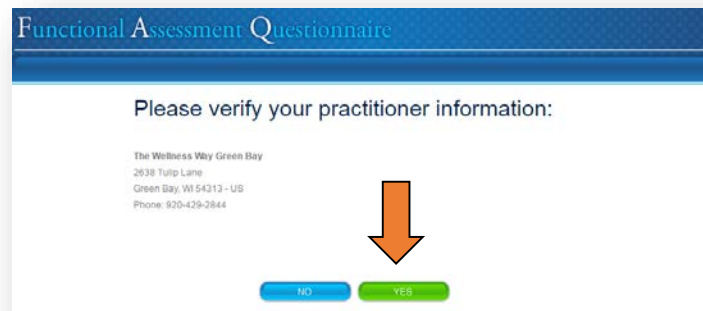 Functional Assessment Questionnaire
Please verify your practitioner information:
The Wellness Way Green Bay
2638 Tulip Lane
Green Bay, WI 54313 - US
Phone: 920-429-2844
NO YES